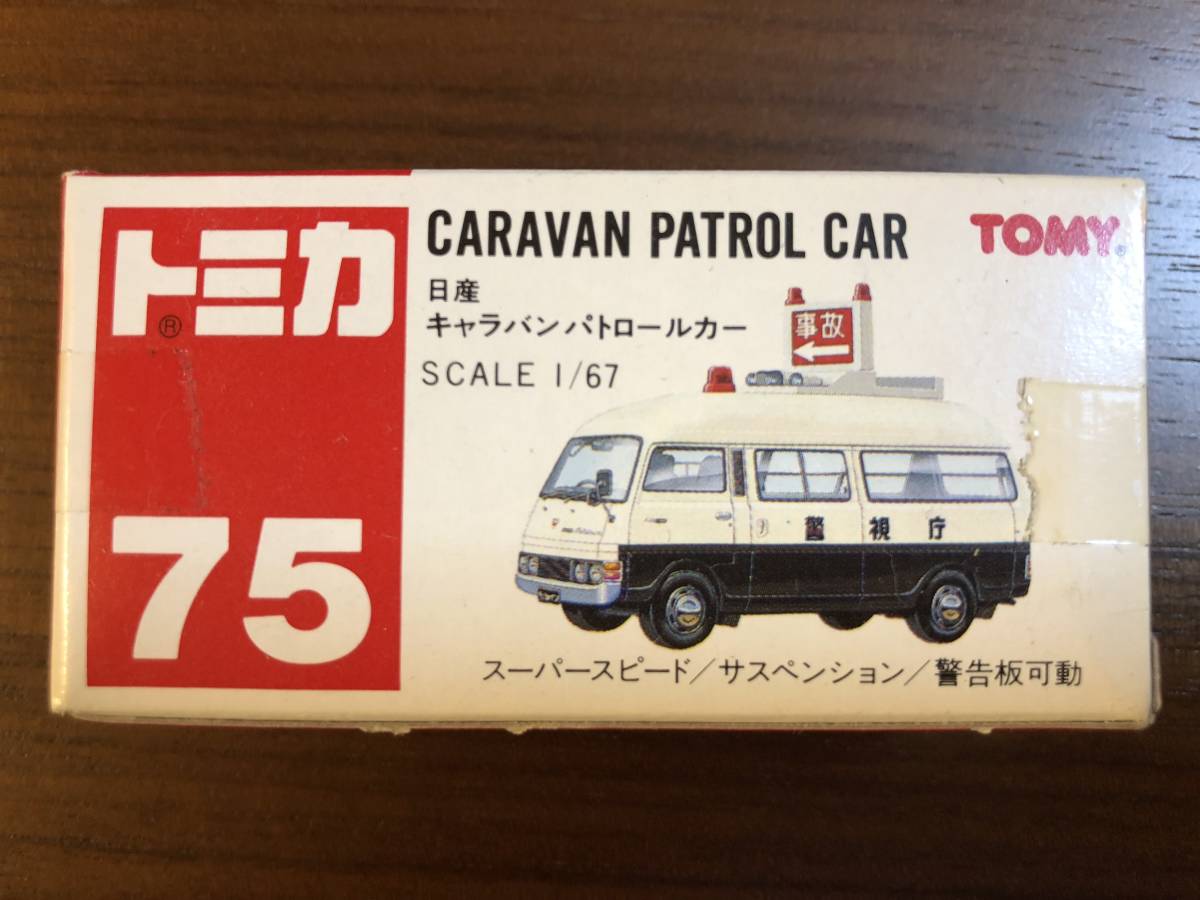 トミカ®
75
CARAVAN PATROL CAR
TOMY®
日産
キャラバンパトロールカー
SCALE 1/67
事故
警視庁
スーパースピード/サスペンション/警告板可動